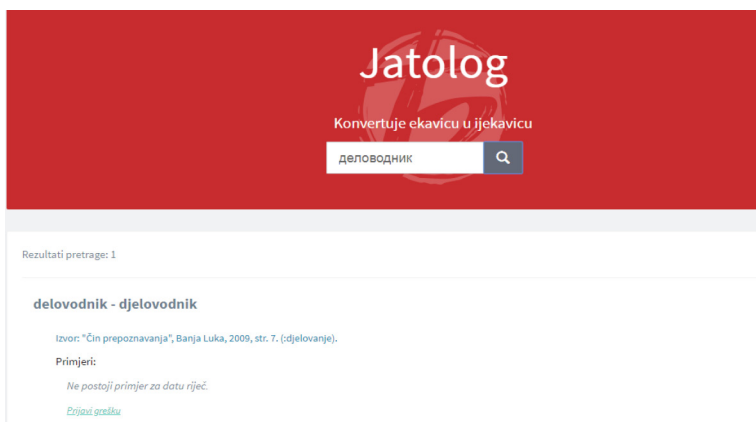 Jatolog
Konvertuje ekavicu u ijekavicu
деловодник
Rezultati pretrage: 1
delovodnik - djelovodnik
Izvor: "Čin prepoznavanja", Banja Luka, 2009, str. 7. (:djelovanje).
Primjeri:
Ne postoji primjer za datu riječ.
Prijavi grešku